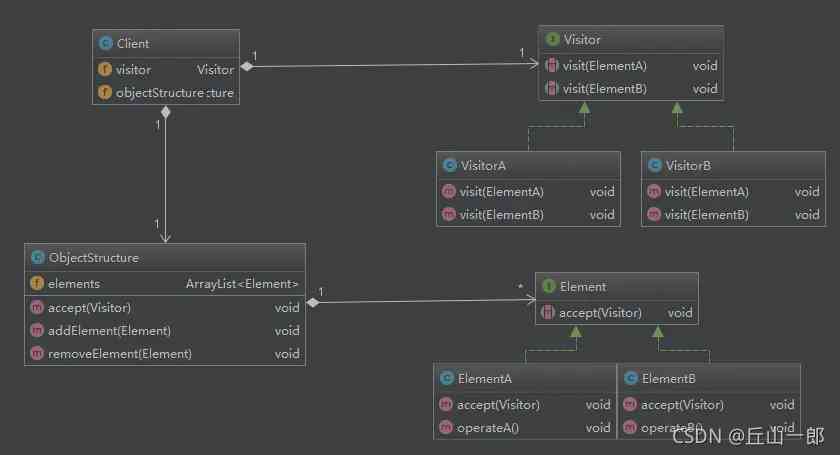 Client
visitor Visitor
objectStructure cture
1
1
1
1
Visitor
visit(ElementA) void
visit(ElementB) void
VisitorA
visit(ElementA) void
visit(ElementB) void
VisitorB
visit(ElementA) void
visit(ElementB) void
ObjectStructure
elements ArrayList<Element>
accept(Visitor) void
addElement(Element) void
removeElement(Element) void
1
*
Element
accept(Visitor) void
ElementA
accept(Visitor) void
operateA() void
ElementB
accept(Visitor) void
operateB() void
CSDN @丘山一郎